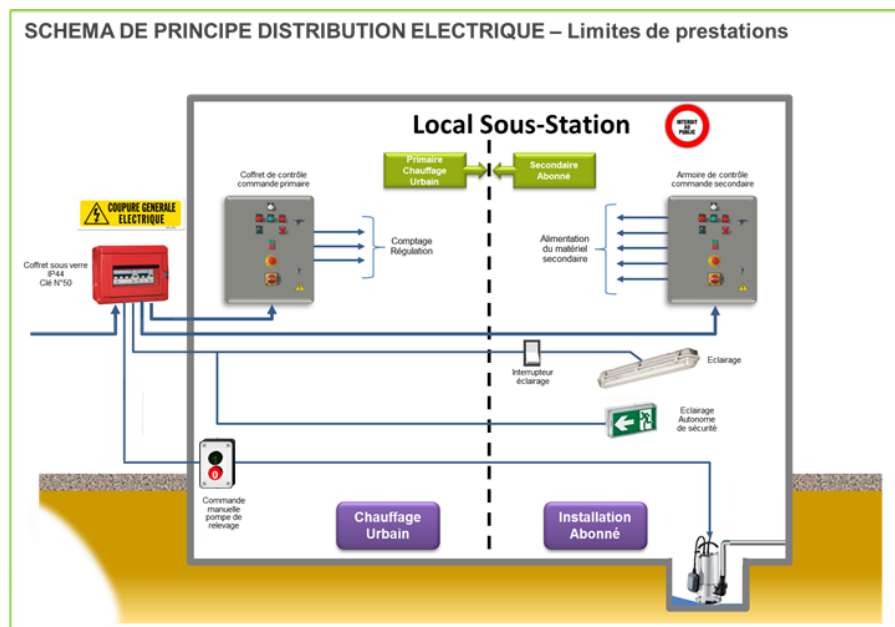 SCHEMA DE PRINCIPE DISTRIBUTION ELECTRIQUE – Limites de prestations
Local Sous-Station
INTERDIT
AU
PUBLIC
Primaire
Chauffage
Urbain
Secondaire
Abonné
Coffret de contrôle
commande primaire
Armoire de contrôle
commande secondaire
COUPURE GENERALE
ELECTRIQUE
Coffret sous verre
IP44
Clé N°50
Comptage
Régulation
Alimentation
du matériel
secondaire
Interrupteur
éclairage
Eclairage
Eclairage
Autonome
de sécurité
Commande
manuelle
pompe de
relevage
Chauffage
Urbain
Installation
Abonné